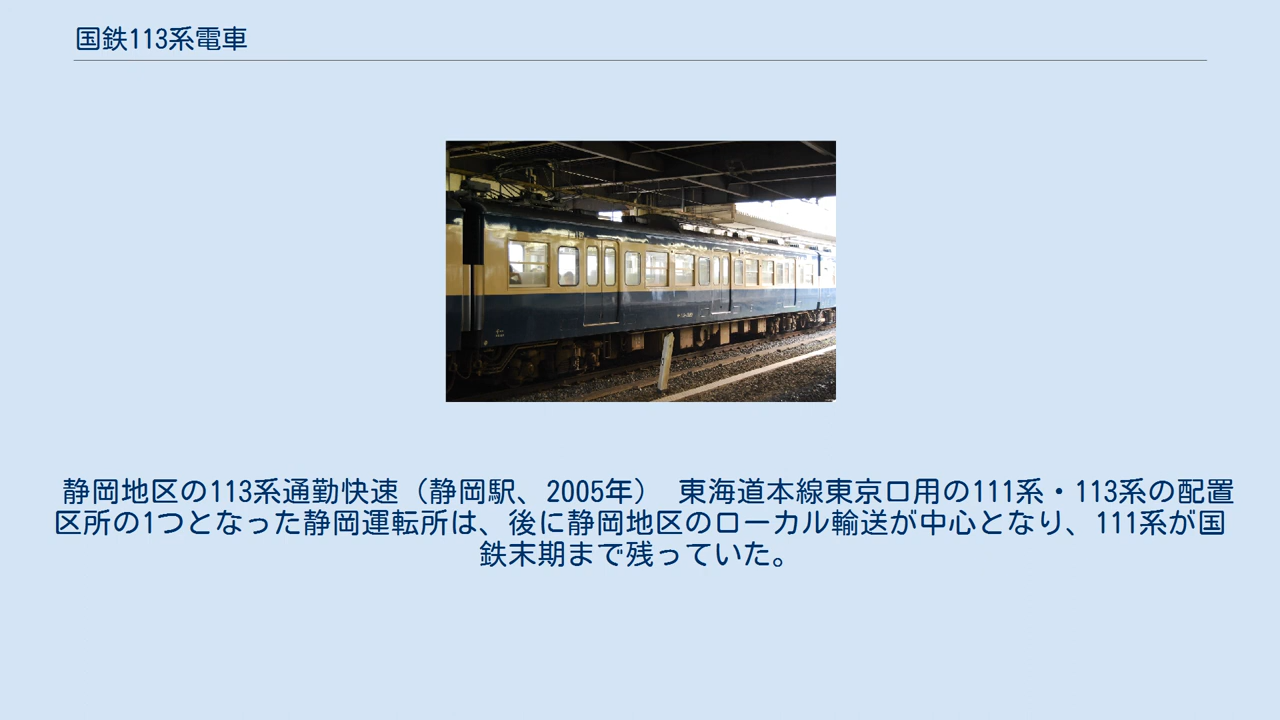 国鉄113系電車
静岡地区の113系通勤快速（静岡駅、2005年）　東海道本線東京口用の111系・113系の配置
区所の1つとなった静岡運転所は、後に静岡地区のローカル輸送が中心となり、111系が国
鉄末期まで残っていた。